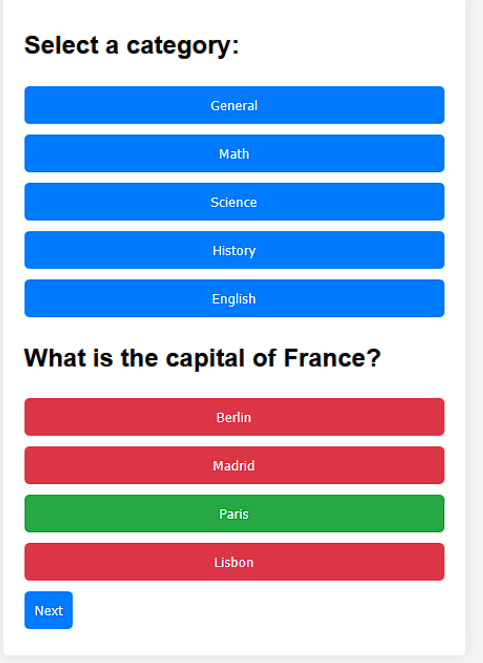 Select a category:
General
Math
Science
History
English
What is the capital of France?
Berlin
Madrid
Paris
Lisbon
Next